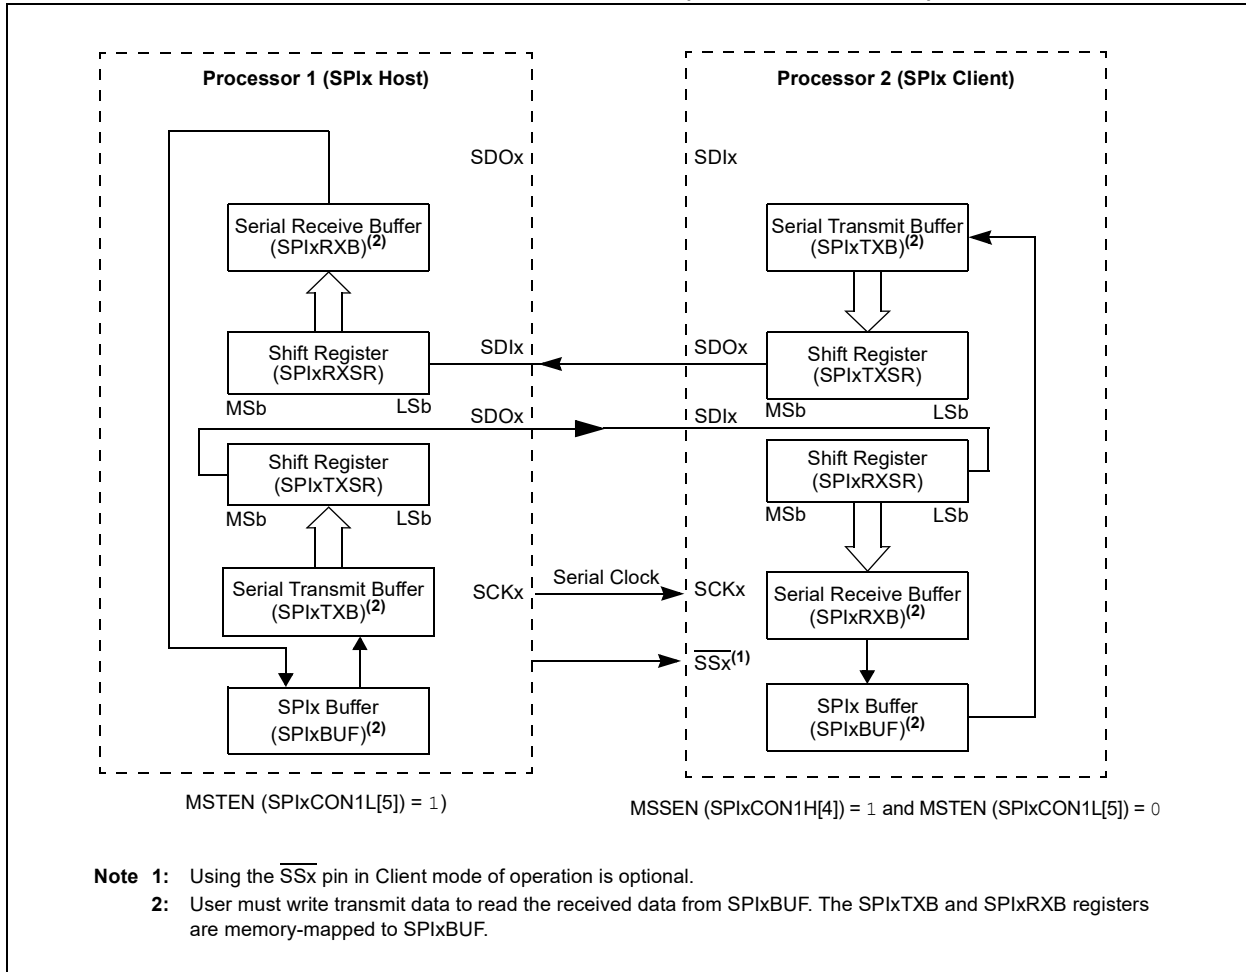 Processor 1 (SPIx Host)
Processor 2 (SPIx Client)
SDOx
SDIx
Serial Receive Buffer
(SPIxRXB)(2)
Serial Transmit Buffer
(SPIxTXB)(2)
Shift Register
(SPIxRXSR)
SDIx
SDOx
Shift Register
(SPIxTXSR)
MSb
LSb
MSb
LSb
SDOx
SDIx
Shift Register
(SPIxTXSR)
Shift Register
(SPIxRXSR)
MSb
LSb
MSb
LSb
Serial Transmit Buffer
(SPIxTXB)(2)
SCKx
Serial Clock
SCKx
Serial Receive Buffer
(SPIxRXB)(2)
SSx(1)
SPIx Buffer
(SPIxBUF)(2)
SPIx Buffer
(SPIxBUF)(2)
MSTEN (SPIxCON1L[5]) = 1)
MSSEN (SPIxCON1H[4]) = 1 and MSTEN (SPIxCON1L[5]) = 0
Note 1: Using the SSx pin in Client mode of operation is optional.
2: User must write transmit data to read the received data from SPIxBUF. The SPIxTXB and SPIxRXB registers
are memory-mapped to SPIxBUF.